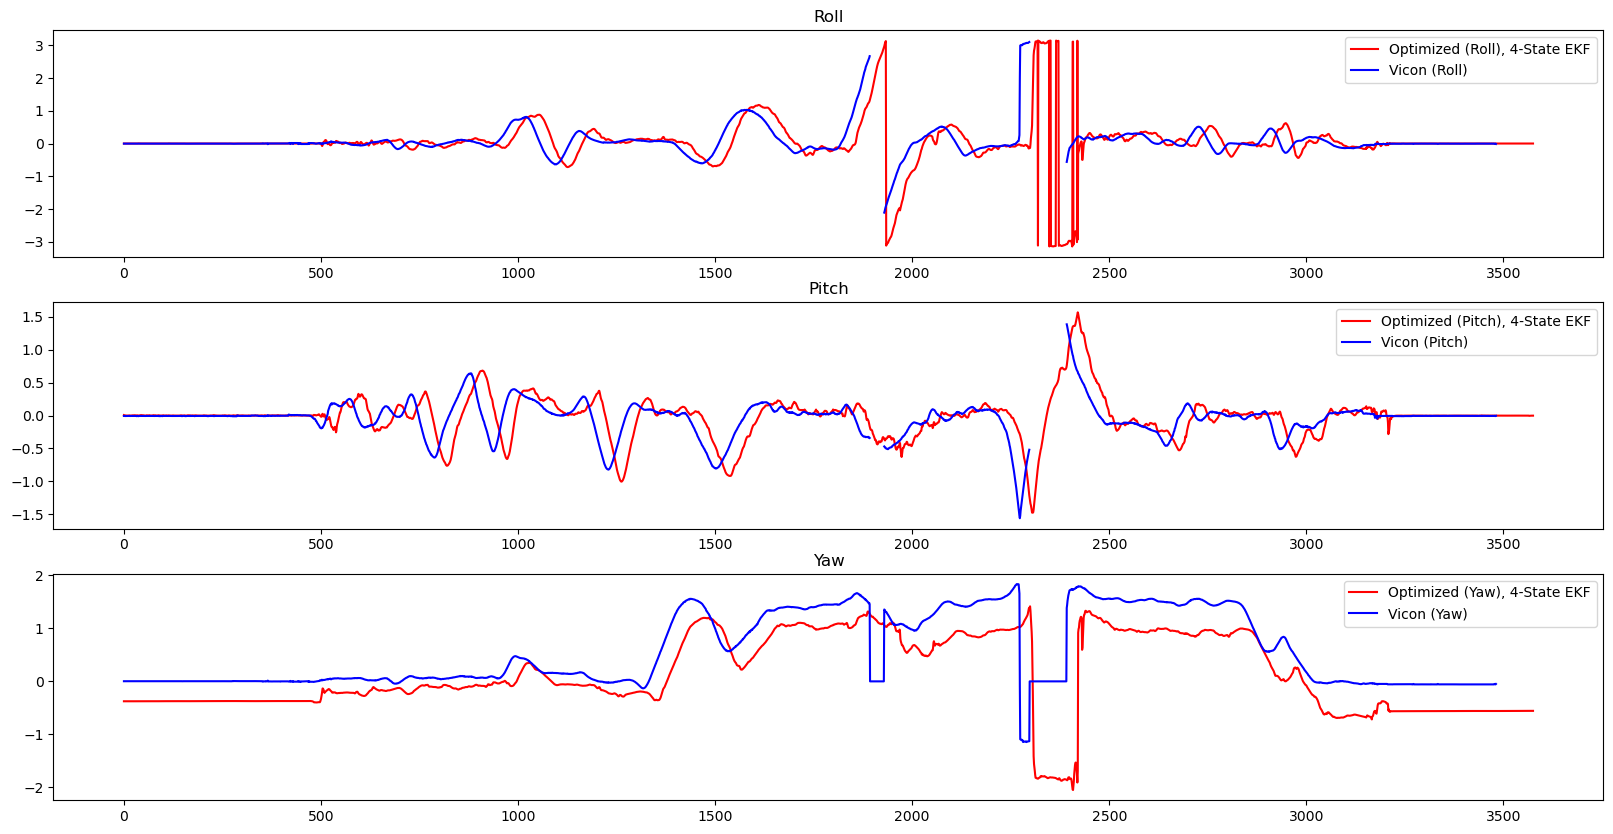 Roll
3
2
1
0
−1
−2
−3
Optimized (Roll), 4-State EKF
Vicon (Roll)
0 500 1000 1500 2000 2500 3000 3500
Pitch
1.5
1.0
0.5
0.0
−0.5
−1.0
−1.5
Optimized (Pitch), 4-State EKF
Vicon (Pitch)
0 500 1000 1500 2000 2500 3000 3500
Yaw
2
1
0
−1
−2
Optimized (Yaw), 4-State EKF
Vicon (Yaw)
0 500 1000 1500 2000 2500 3000 3500